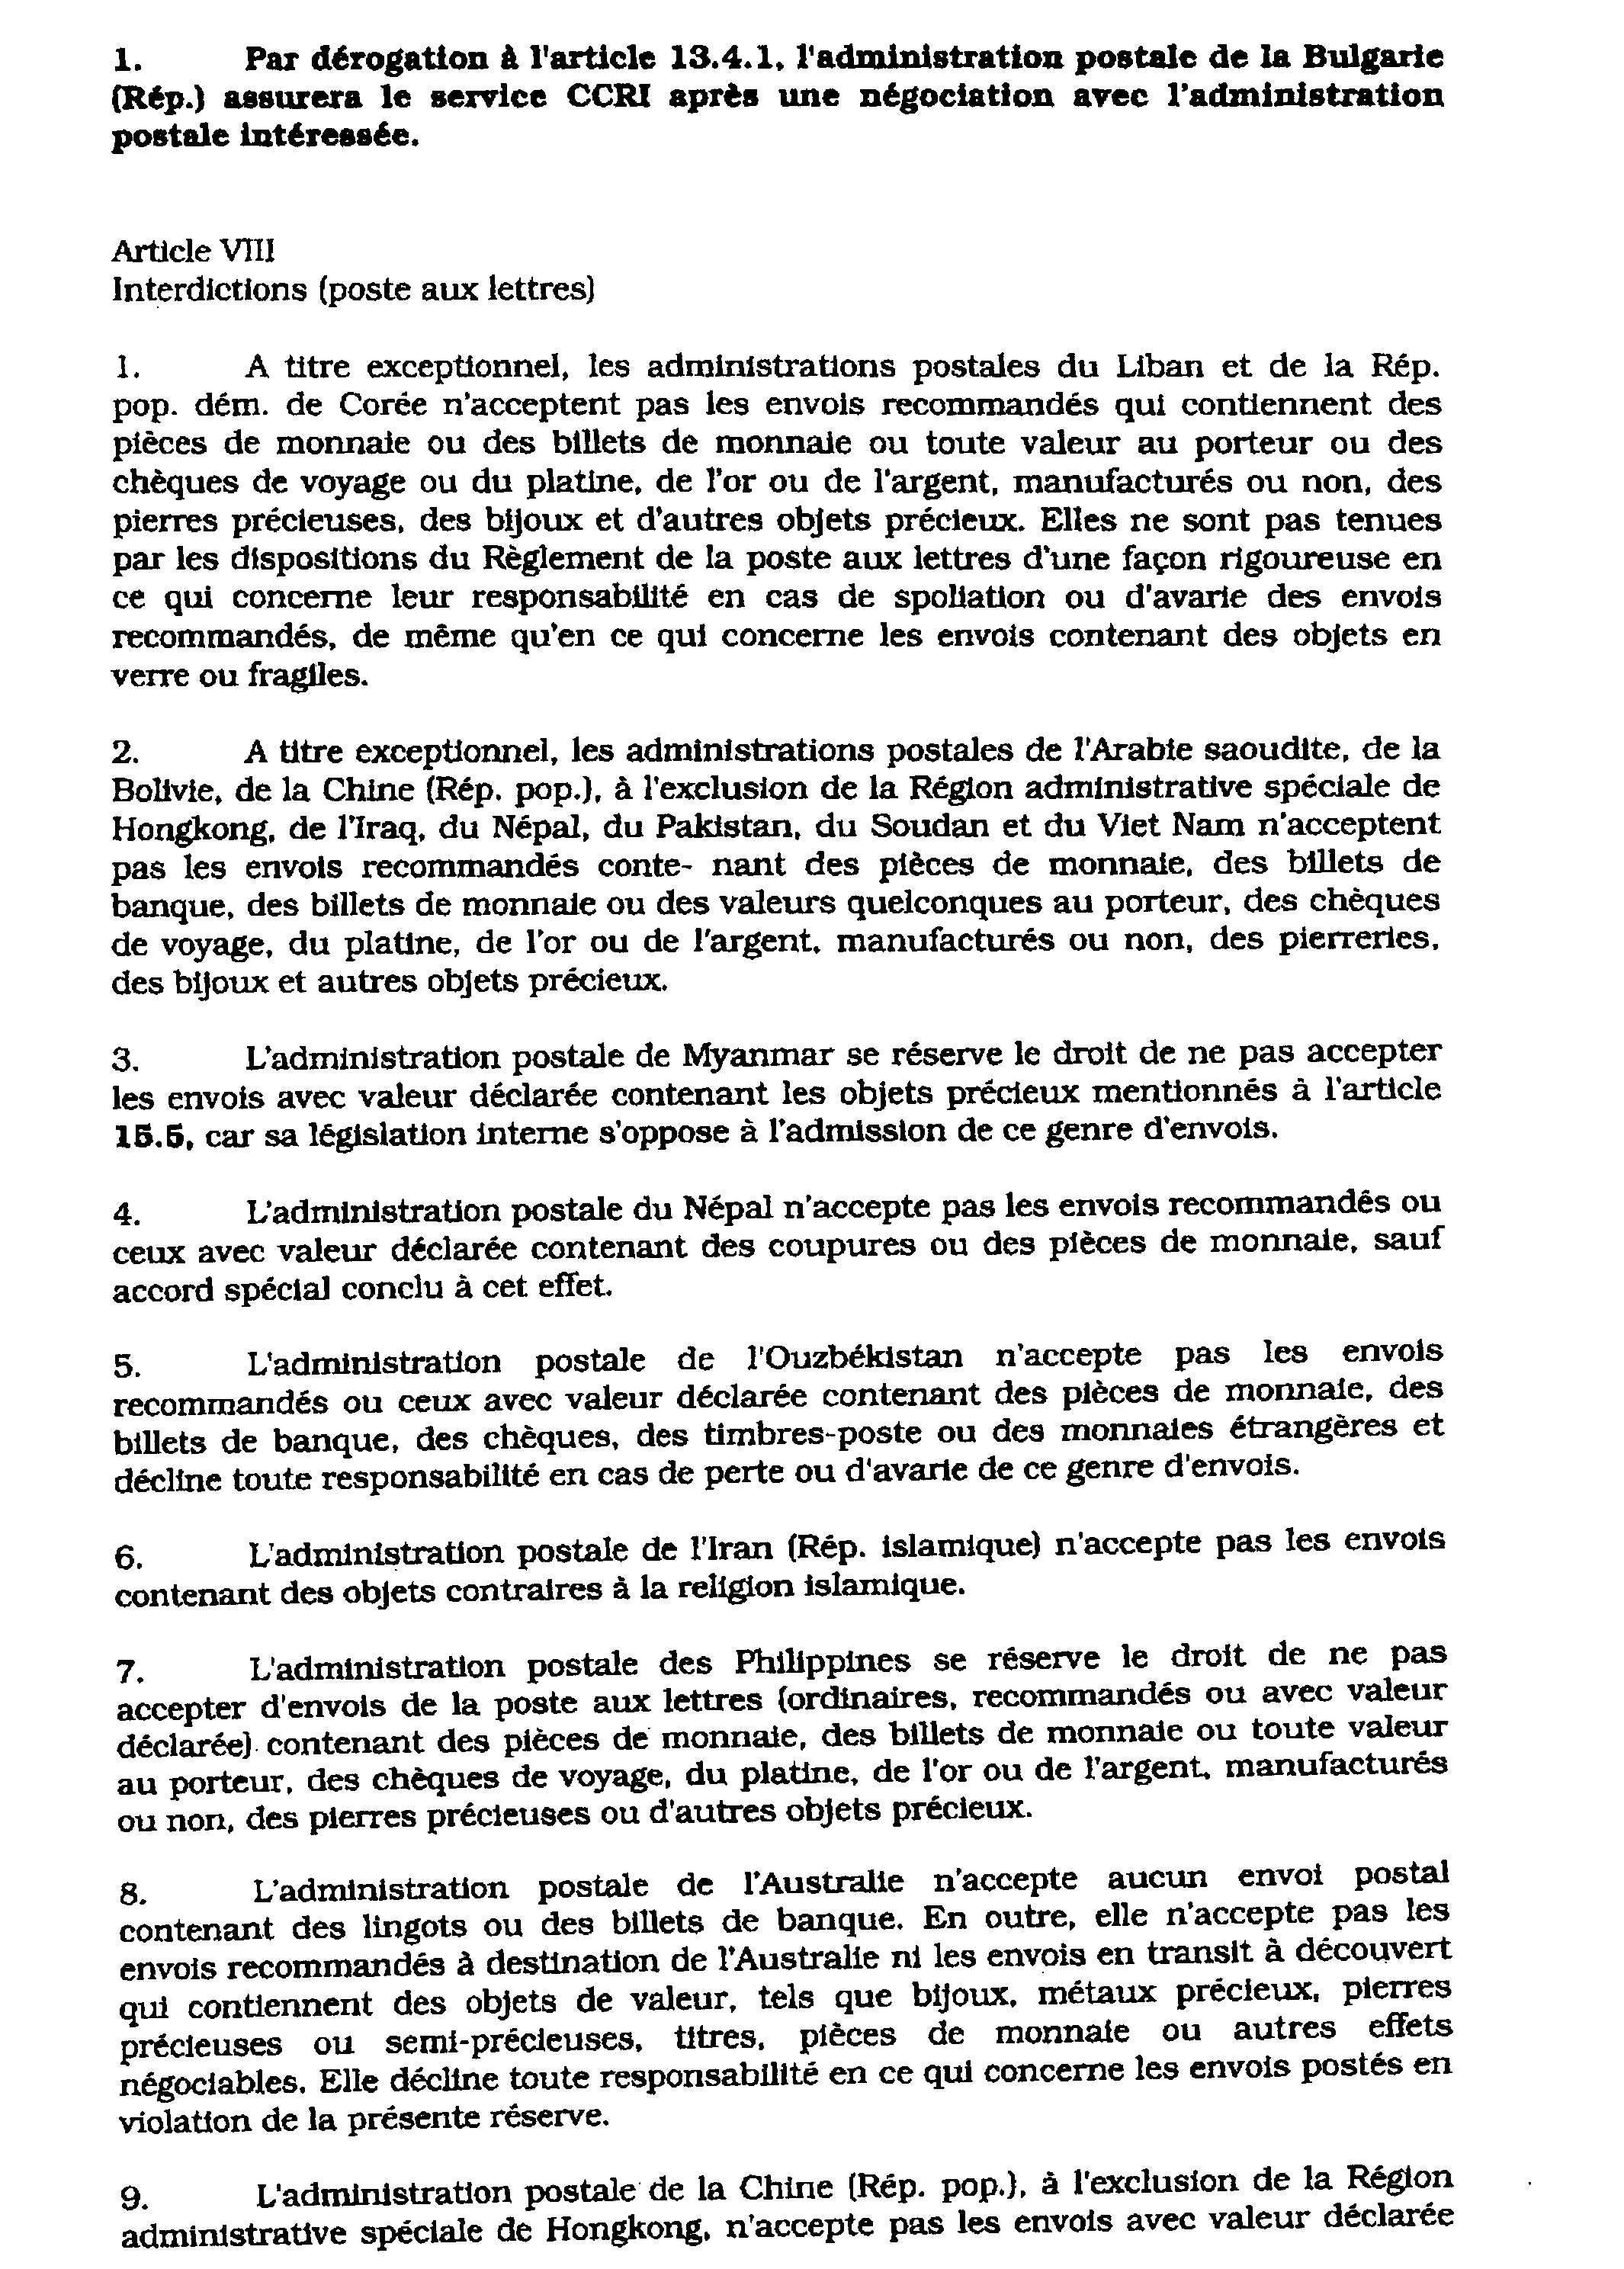 1. Par dérogation à l'article 13.4.1, l'administration postale de la Bulgarie
(Rép.) assurera le service CCRI après une négociation avec l'administration
postale intéressée.
Article VIII
Interdictions (poste aux lettres)
1. A titre exceptionnel, les administrations postales du Liban et de la Rép.
pop. dém. de Corée n'acceptent pas les envois recommandés qui contiennent des
pièces de monnaie ou des billets de monnaie ou toute valeur au porteur ou des
chèques de voyage ou du platine, de l'or ou de l'argent, manufacturés ou non, des
pierres précieuses, des bijoux et d'autres objets précieux. Elles ne sont pas tenues
par les dispositions du Règlement de la poste aux lettres d'une façon rigoureuse en
ce qui concerne leur responsabilité en cas de spoliation ou d'avarie des envois
recommandés, de même qu'en ce qui concerne les envois contenant des objets en
verre ou fragiles.
2. A titre exceptionnel, les administrations postales de l'Arabie saoudite, de la
Bolivie, de la Chine (Rép. pop.), à l'exclusion de la Région administrative spéciale de
Hongkong, de l'Iraq, du Népal, du Pakistan, du Soudan et du Viet Nam n'acceptent
pas les envois recommandés conte- nant des pièces de monnaie, des billets de
banque, des billets de monnaie ou des valeurs quelconques au porteur, des chèques
de voyage, du platine, de l'or ou de l'argent, manufacturés ou non, des pierreries,
des bijoux et autres objets précieux.
3. L'administration postale de Myanmar se réserve le droit de ne pas accepter
les envois avec valeur déclarée contenant les objets précieux mentionnés à l'article
15.5, car sa législation interne s'oppose à l'admission de ce genre d'envois.
4. L'administration postale du Népal n'accepte pas les envois recommandés ou
ceux avec valeur déclarée contenant des coupures ou des pièces de monnaie, sauf
accord spécial conclu à cet effet.
5. L'administration postale de l'Ouzbékistan n'accepte pas les envois
recommandés ou ceux avec valeur déclarée contenant des pièces de monnaie, des
billets de banque, des chèques, des timbres-poste ou des monnaies étrangères et
décline toute responsabilité en cas de perte ou d'avarie de ce genre d'envois.
6. L'administration postale de l'Iran (Rép. islamique) n'accepte pas les envois
contenant des objets contraires à la religion islamique.
7. L'administration postale des Philippines se réserve le droit de ne pas
accepter d'envois de la poste aux lettres (ordinaires, recommandés ou avec valeur
déclarée) contenant des pièces de monnaie, des billets de monnaie ou toute valeur
au porteur, des chèques de voyage, du platine, de l'or ou de l'argent, manufacturés
ou non, des pierres précieuses ou d'autres objets précieux.
8. L'administration postale de l'Australie n'accepte aucun envoi postal
contenant des lingots ou des billets de banque. En outre, elle n'accepte pas les
envois recommandés à destination de l'Australie ni les envois en transit à découvert
qui contiennent des objets de valeur, tels que bijoux, métaux précieux, pierres
précieuses ou semi-précieuses, titres, pièces de monnaie ou autres effets
négociables. Elle décline toute responsabilité en ce qui concerne les envois postés en
violation de la présente réserve.
9. L'administration postale de la Chine (Rép. pop.), à l'exclusion de la Région
administrative spéciale de Hongkong, n'accepte pas les envois avec valeur déclarée